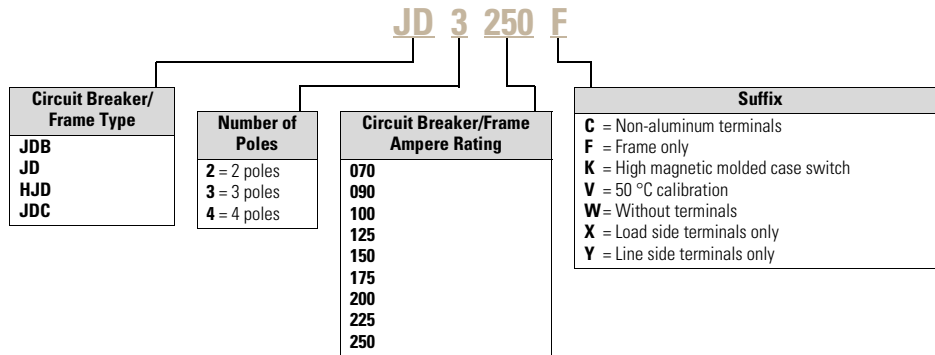 JD 3 250 F
Circuit Breaker/
Frame Type
JDB
JD
HJD
JDC
Number of
Poles
2 = 2 poles
3 = 3 poles
4 = 4 poles
Circuit Breaker/Frame
Ampere Rating
070
090
100
125
150
175
200
225
250
Suffix
C = Non-aluminum terminals
F = Frame only
K = High magnetic molded case switch
V = 50 °C calibration
W = Without terminals
X = Load side terminals only
Y = Line side terminals only